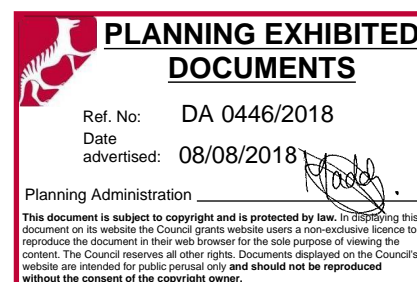 PLANNING EXHIBITED
DOCUMENTS
Ref. No: DA 0446/2018
Date
advertised: 08/08/2018
Planning Administration
This document is subject to copyright and is protected by law. In displaying this
document on its website the Council grants website users a non-exclusive licence to
reproduce the document in their web browser for the sole purpose of viewing the
content. The Council reserves all other rights. Documents displayed on the Council's
website are intended for public perusal only and should not be reproduced
without the consent of the copyright owner.